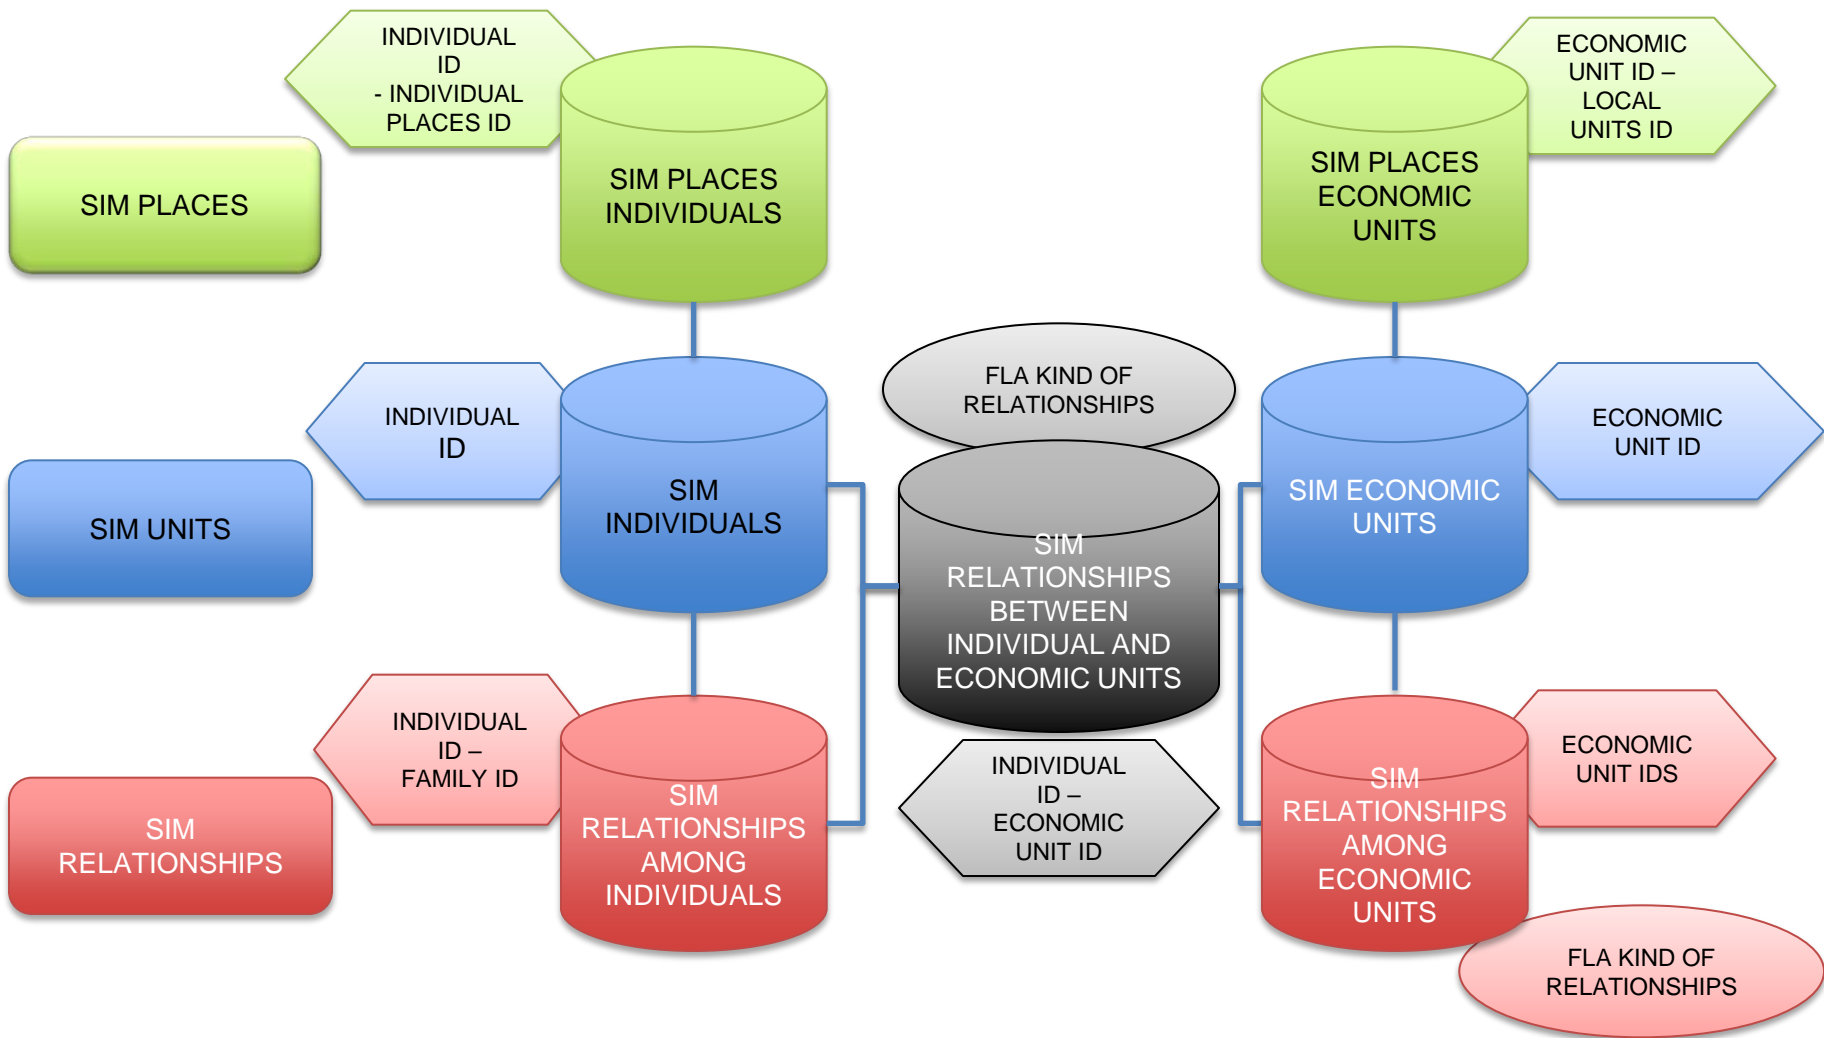 INDIVIDUAL
ID
- INDIVIDUAL
PLACES ID
ECONOMIC
UNIT ID –
LOCAL
UNITS ID
SIM PLACES
SIM PLACES
INDIVIDUALS
SIM PLACES
ECONOMIC
UNITS
FLA KIND OF
RELATIONSHIPS
INDIVIDUAL
ID
ECONOMIC
UNIT ID
SIM UNITS
SIM
INDIVIDUALS
SIM
RELATIONSHIPS
BETWEEN
INDIVIDUAL AND
ECONOMIC UNITS
SIM ECONOMIC
UNITS
INDIVIDUAL
ID –
FAMILY ID
INDIVIDUAL
ID –
ECONOMIC
UNIT ID
ECONOMIC
UNIT IDS
SIM
RELATIONSHIPS
SIM
RELATIONSHIPS
AMONG
INDIVIDUALS
SIM
RELATIONSHIPS
AMONG
ECONOMIC
UNITS
FLA KIND OF
RELATIONSHIPS